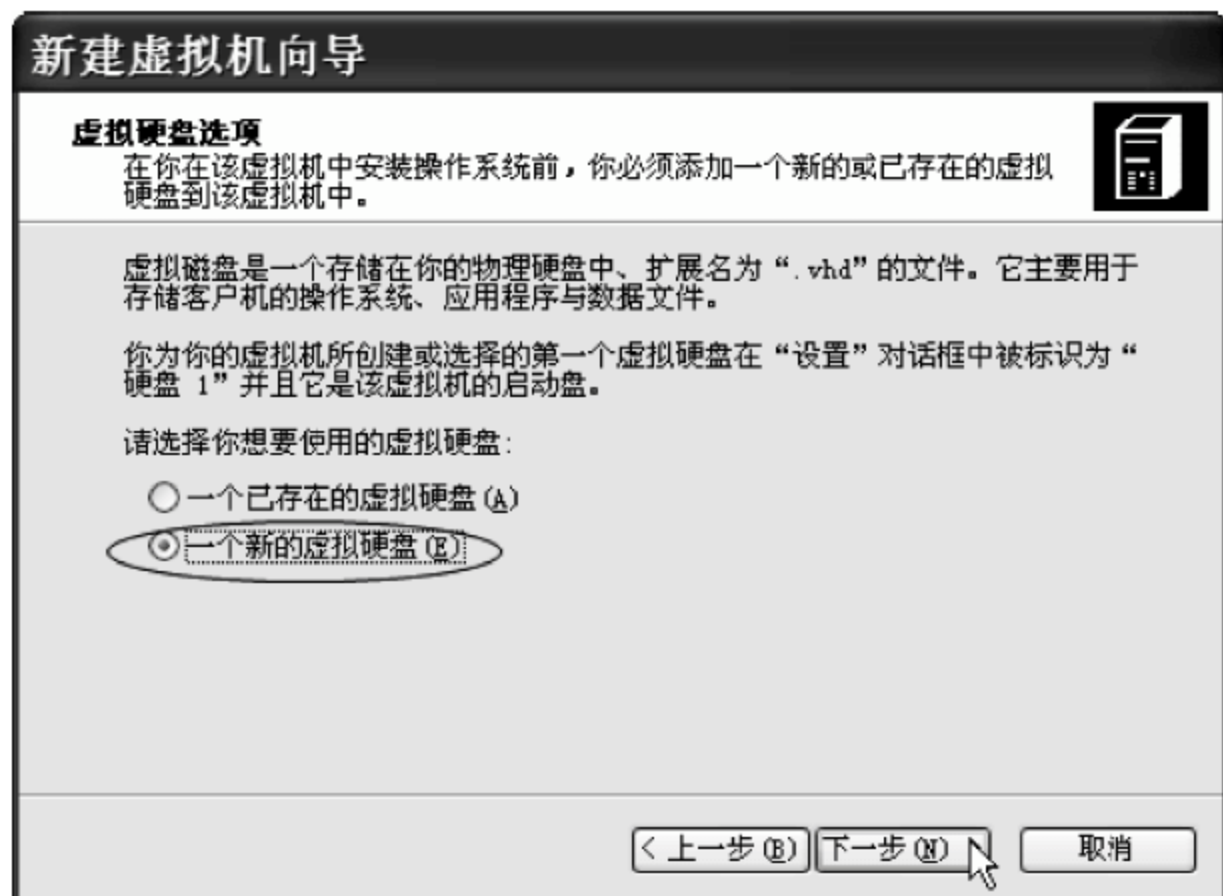 新建虚拟机向导
虚拟硬盘选项
在你在该虚拟机中安装操作系统前，你必须添加一个新的或已存在的虚拟
硬盘到该虚拟机中。
虚拟磁盘是一个存储在你的物理硬盘中、扩展名为“.vhd”的文件。它主要用于
存储客户机的操作系统、应用程序与数据文件。
你为你的虚拟机所创建或选择的第一个虚拟硬盘在“设置”对话框中被标识为“
硬盘 1”并且它是该虚拟机的启动盘。
请选择你想要使用的虚拟硬盘:
一个已存在的虚拟硬盘(A)
一个新的虚拟硬盘(E)
< 上一步(B) 下一步(N) 取消